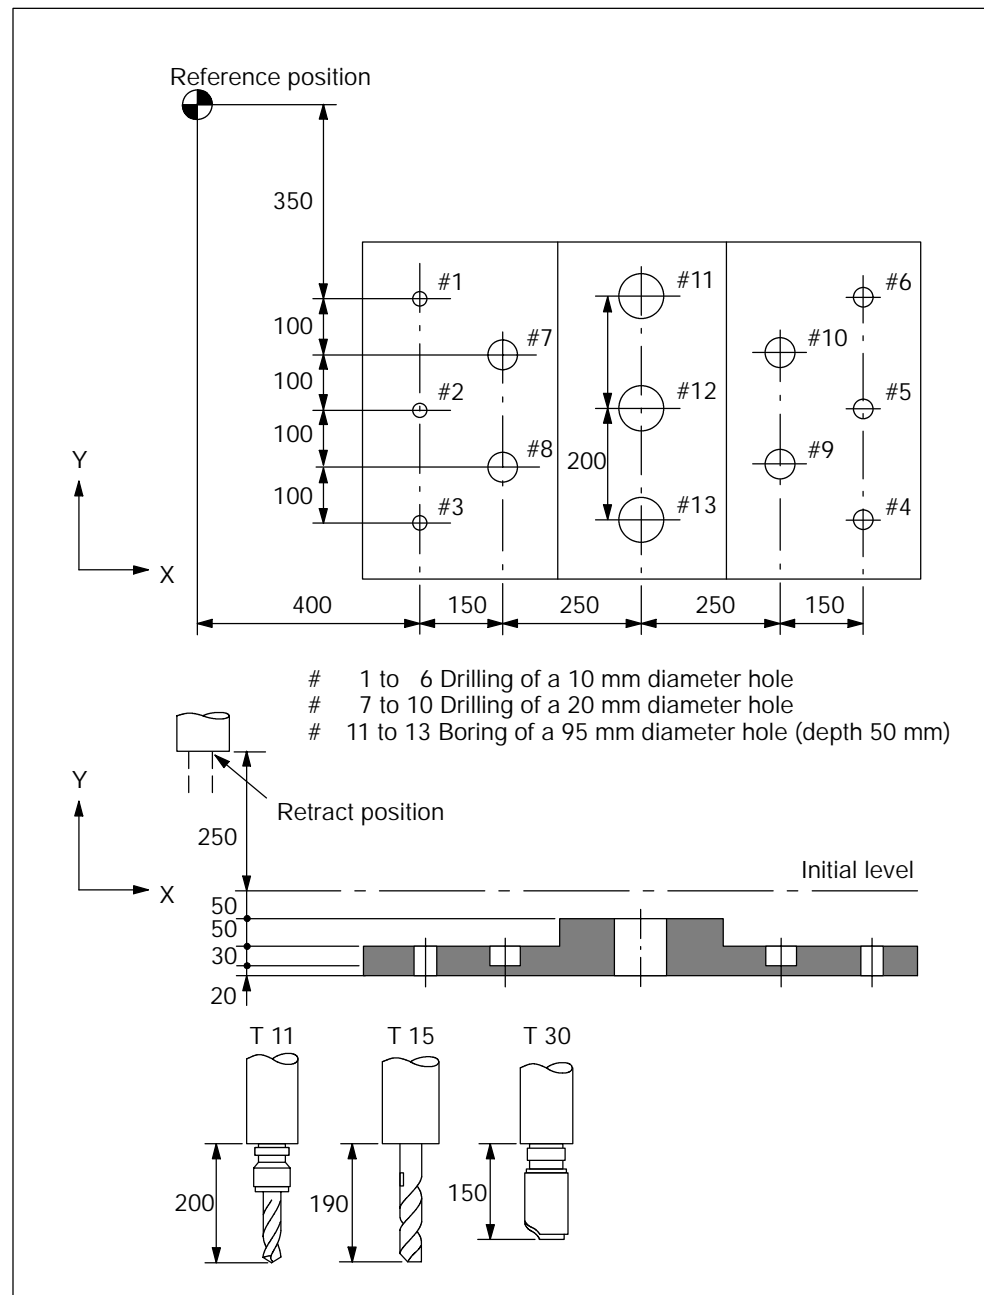 Reference position
350
#1
#11
#6
100
#7
#10
100
#2
#12
#5
100
#8
200
#9
Y
100
#3
#13
#4
X
400
150
250
250
150
# 1 to 6 Drilling of a 10 mm diameter hole
# 7 to 10 Drilling of a 20 mm diameter hole
# 11 to 13 Boring of a 95 mm diameter hole (depth 50 mm)
Y
Retract position
250
Initial level
X
50
50
30
20
T 11
T 15
T 30
200
190
150